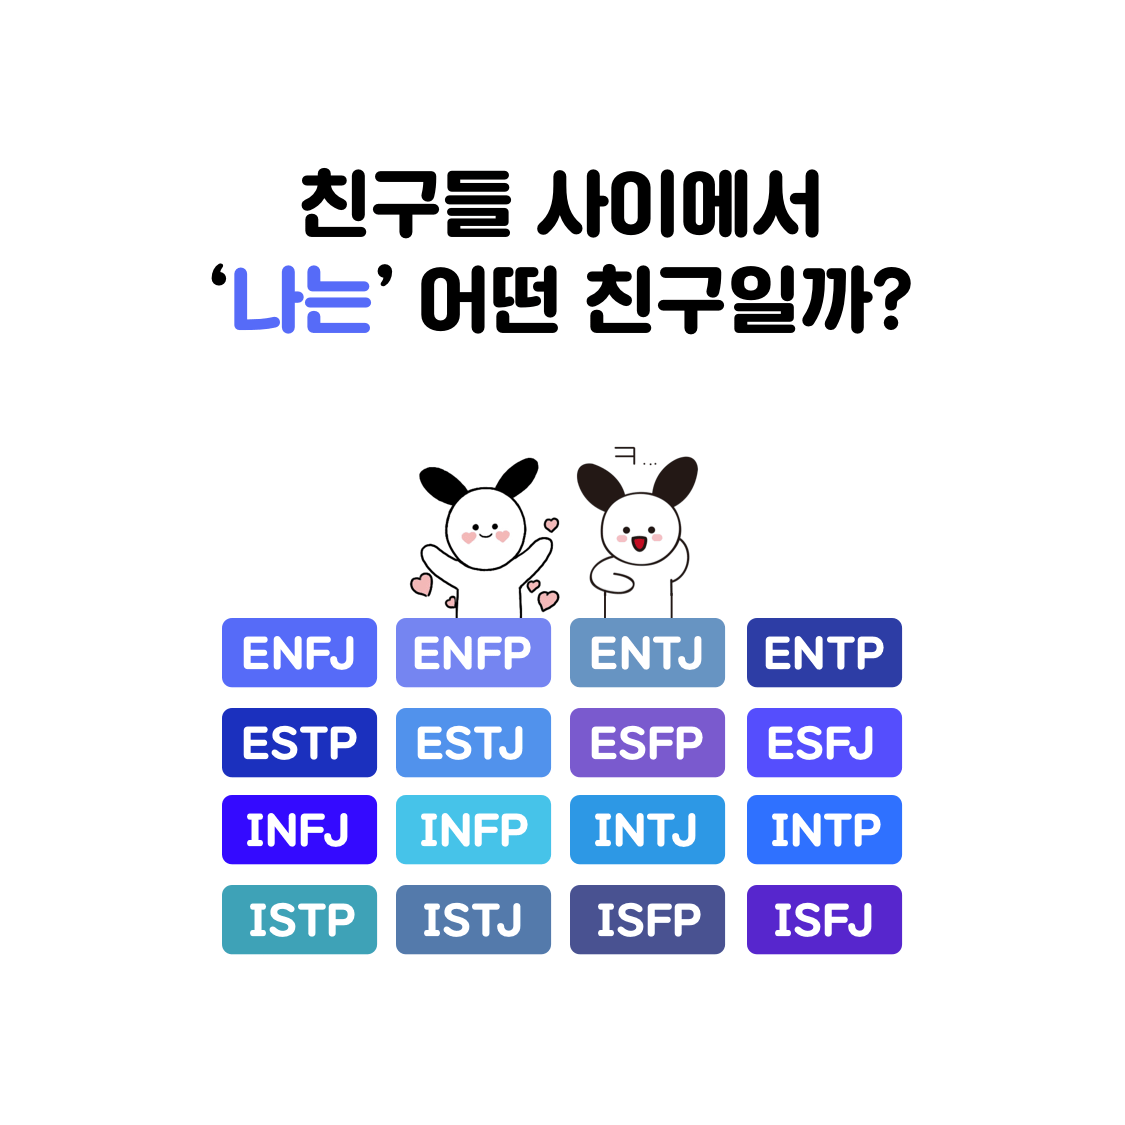 친구들 사이에서
‘나는’ 어떤 친구일까?
ㅋ...
ENFJ ENFP ENTJ ENTP
ESTP ESTJ ESFP ESFJ
INFJ INFP INTJ INTP
ISTP ISTJ ISFP ISFJ